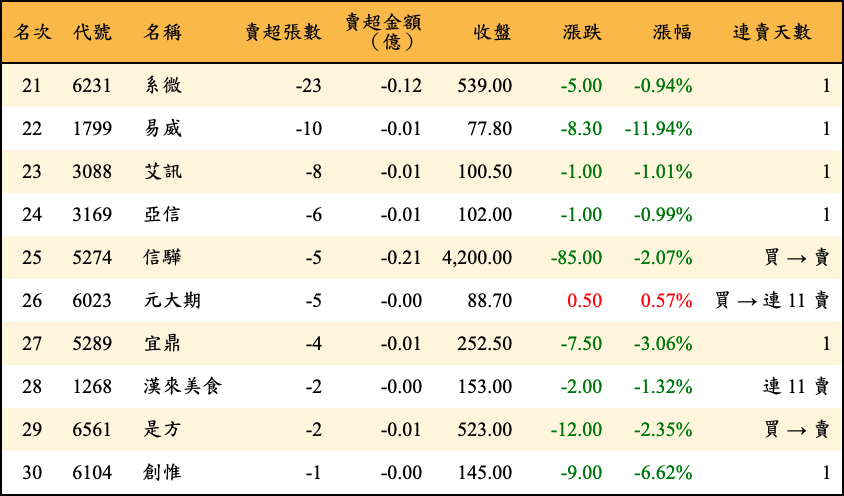 名次 代號 名稱 賣超張數 賣超金額（億） 收盤 漲跌 漲幅 連賣天數
21 6231 系微 -23 -0.12 539.00 -5.00 -0.94% 1
22 1799 易威 -10 -0.01 77.80 -8.30 -11.94% 1
23 3088 艾訊 -8 -0.01 100.50 -1.00 -1.01% 1
24 3169 亞信 -6 -0.01 102.00 -1.00 -0.99% 1
25 5274 信驊 -5 -0.21 4,200.00 -85.00 -2.07% 買 → 賣
26 6023 元大期 -5 -0.00 88.70 0.50 0.57% 買 → 連 11 賣
27 5289 宜鼎 -4 -0.01 252.50 -7.50 -3.06% 1
28 1268 漢來美食 -2 -0.00 153.00 -2.00 -1.32% 連 11 賣
29 6561 是方 -2 -0.01 523.00 -12.00 -2.35% 買 → 賣
30 6104 創惟 -1 -0.00 145.00 -9.00 -6.62% 1